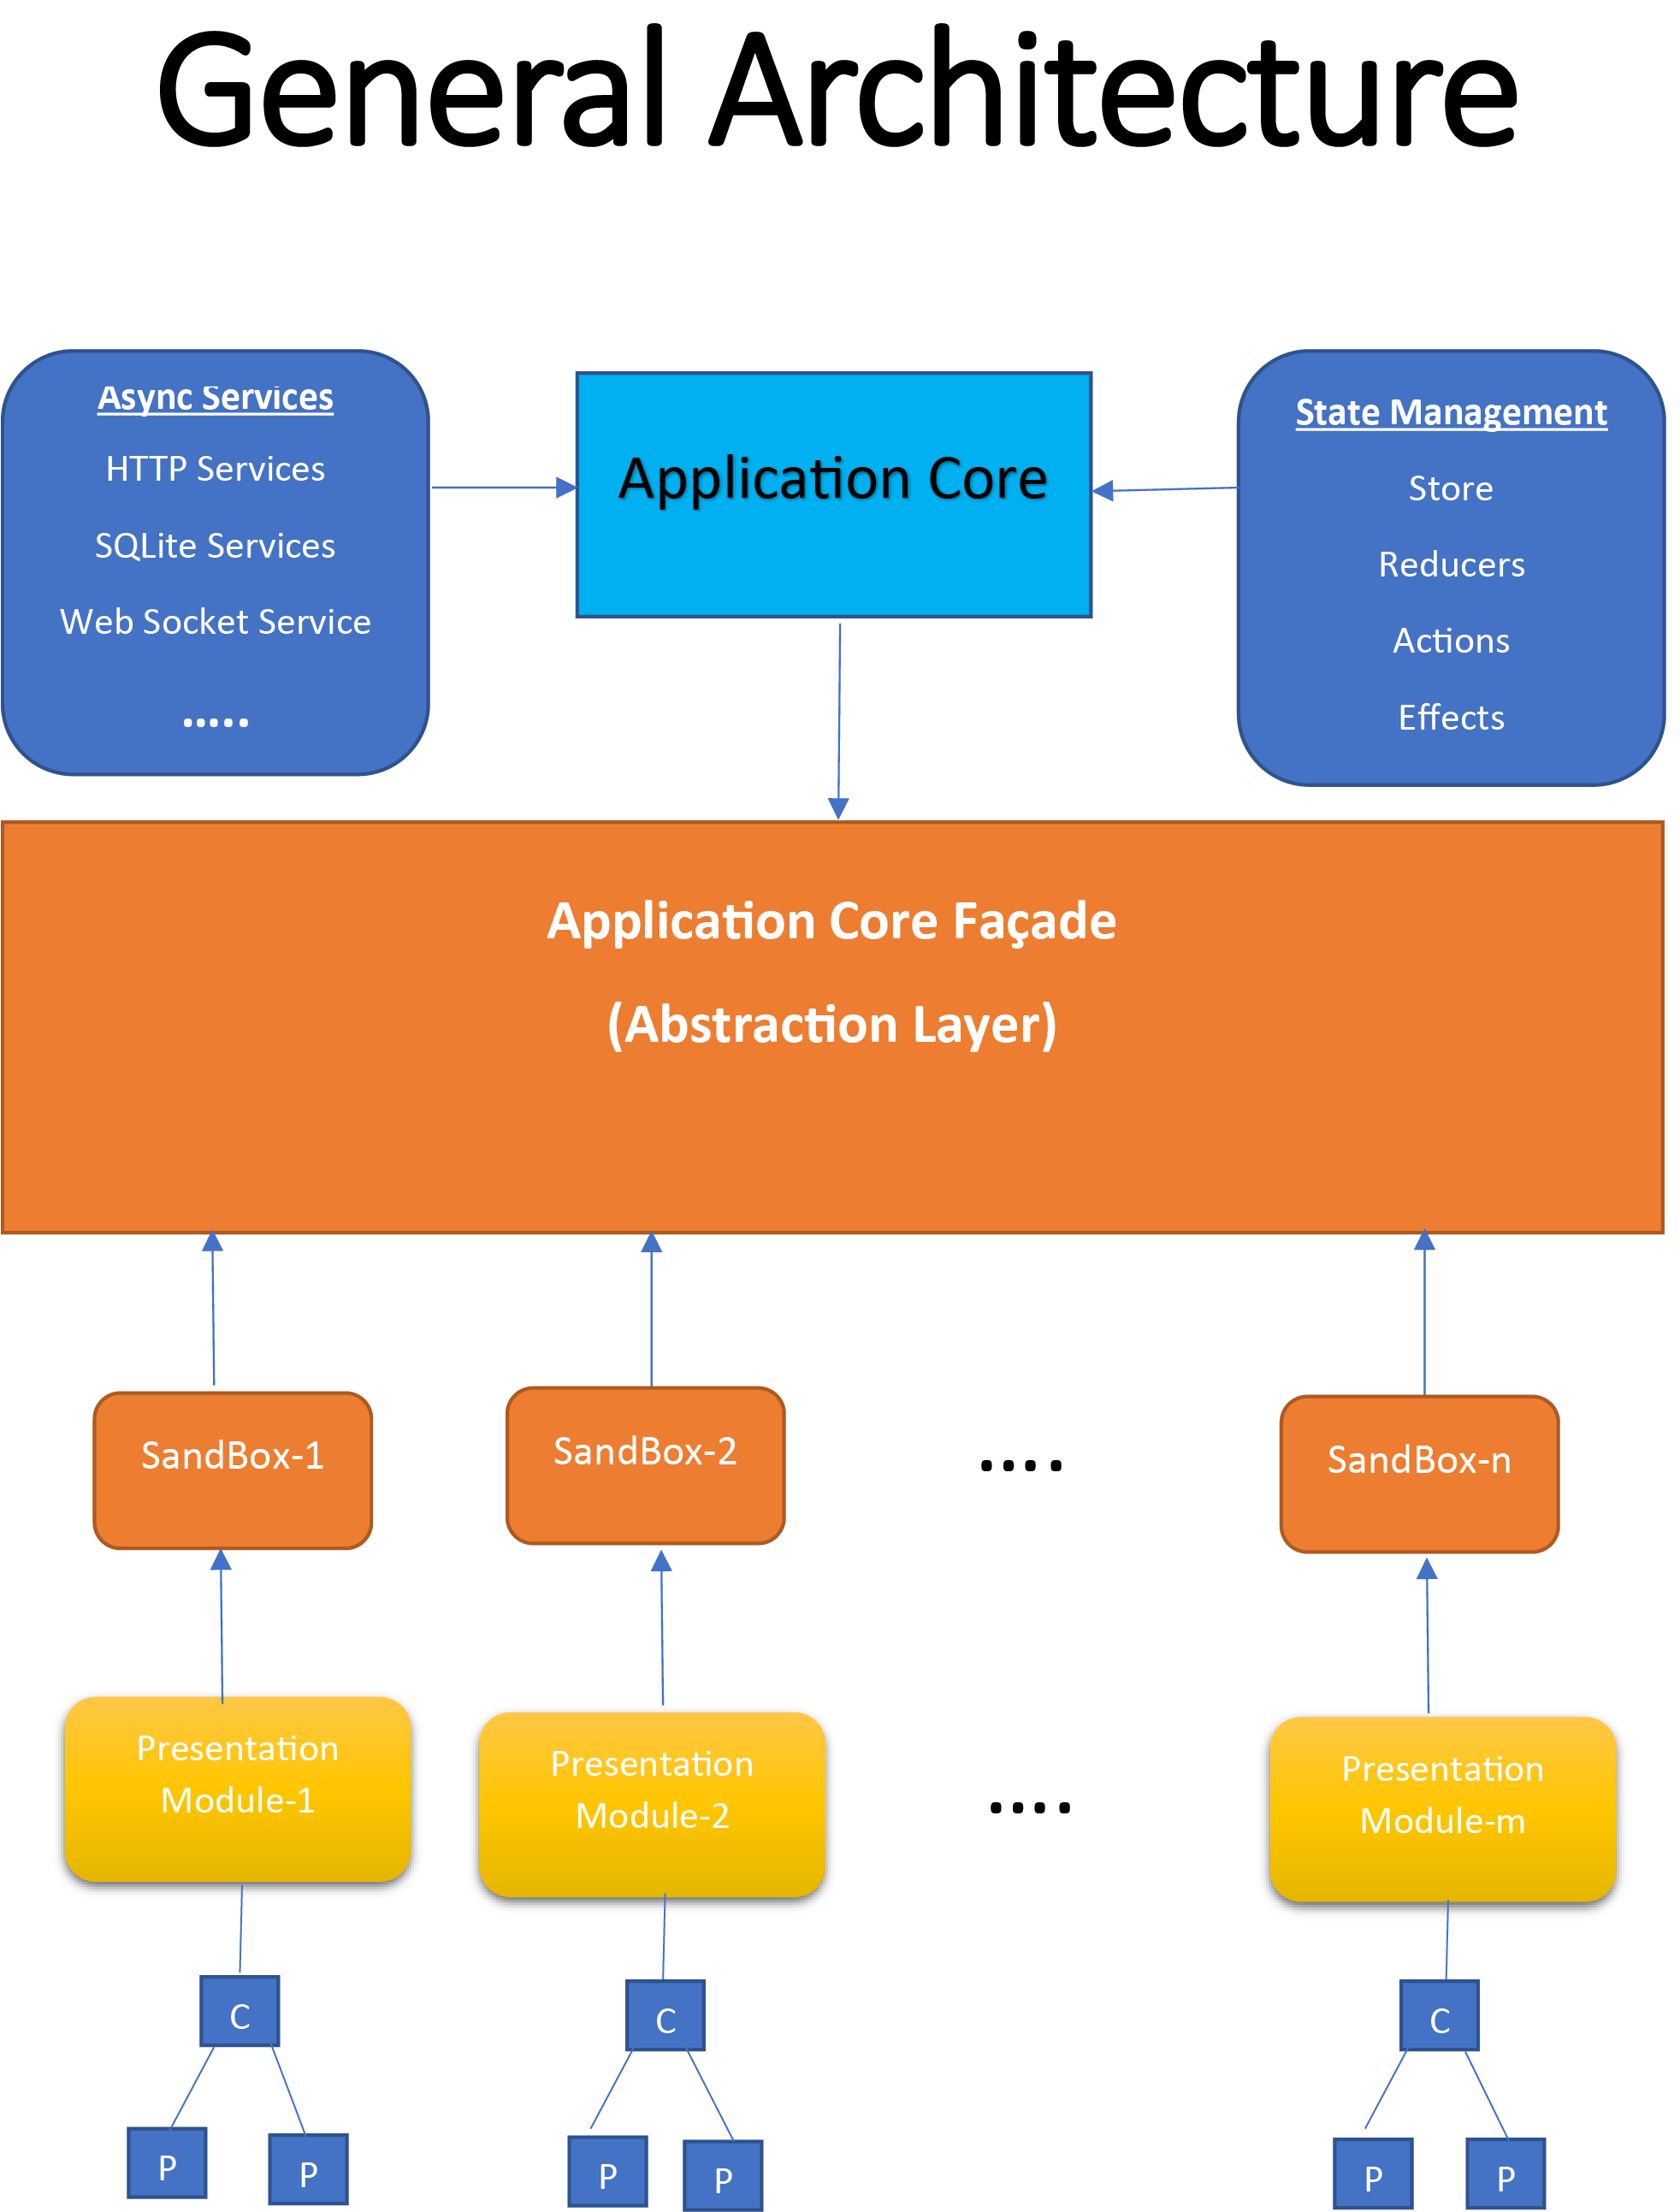 General Architecture
Async Services
HTTP Services
SQLite Services
Web Socket Service
.....
Application Core
State Management
Store
Reducers
Actions
Effects
Application Core Façade
(Abstraction Layer)
SandBox-1
SandBox-2
....
SandBox-n
Presentation
Module-1
Presentation
Module-2
....
Presentation
Module-m
C
C
C
P
P
P
P
P
P